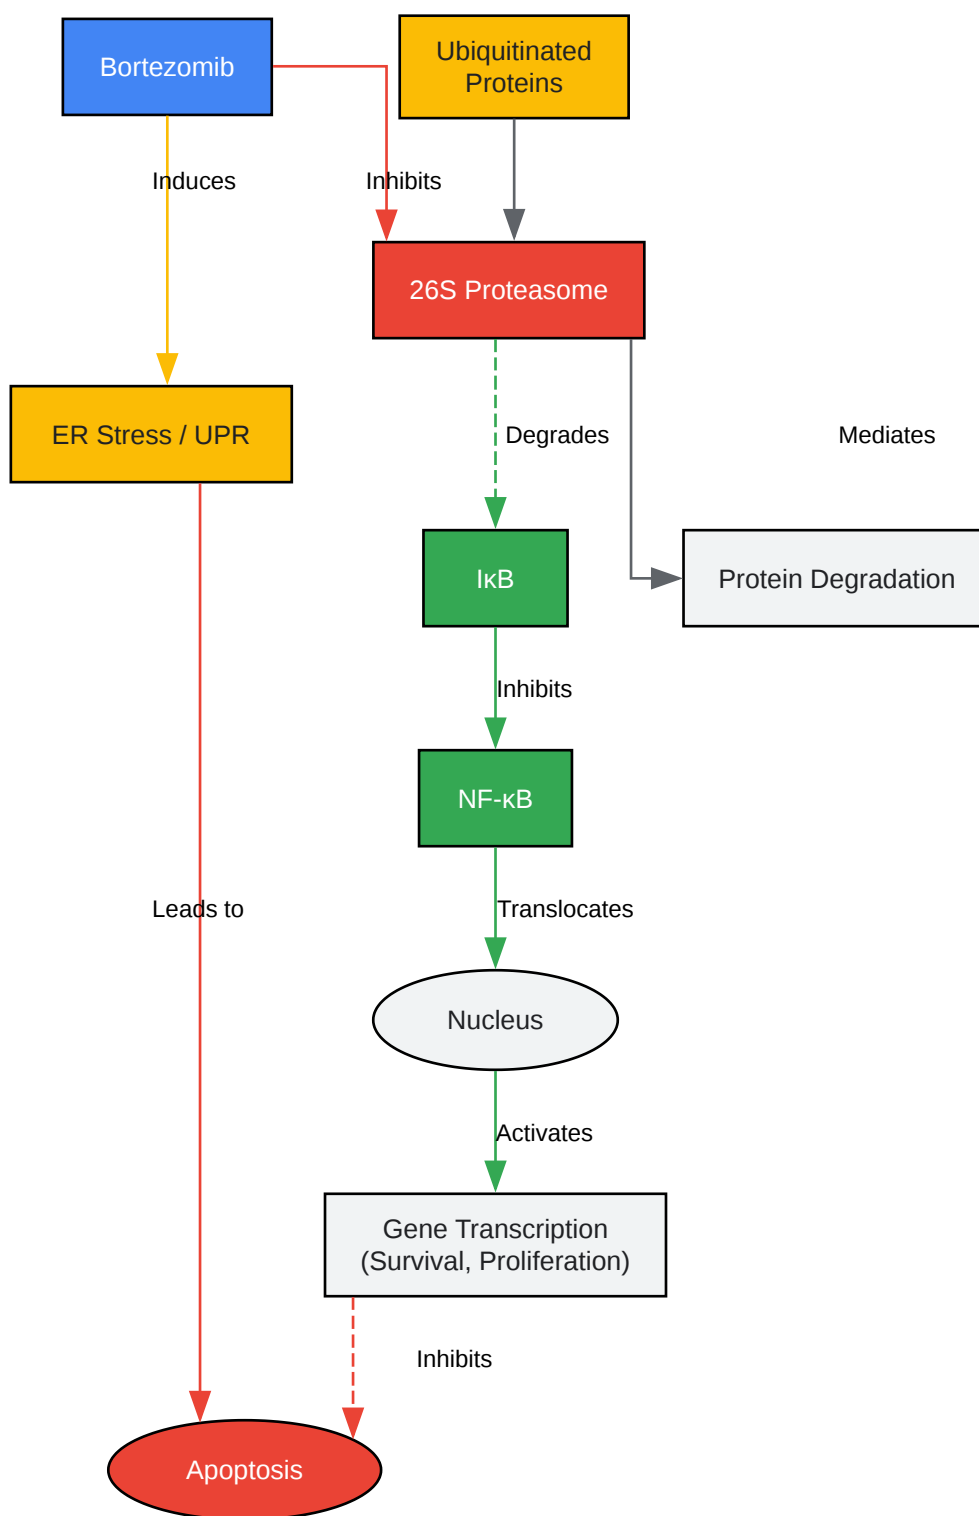 Bortezomib
Ubiquitinated
Proteins
Induces
Inhibits
26S Proteasome
ER Stress / UPR
Degrades
Mediates
IκB
Protein Degradation
Inhibits
NF-κB
Leads to
Translocates
Nucleus
Activates
Gene Transcription
(Survival, Proliferation)
Inhibits
Apoptosis